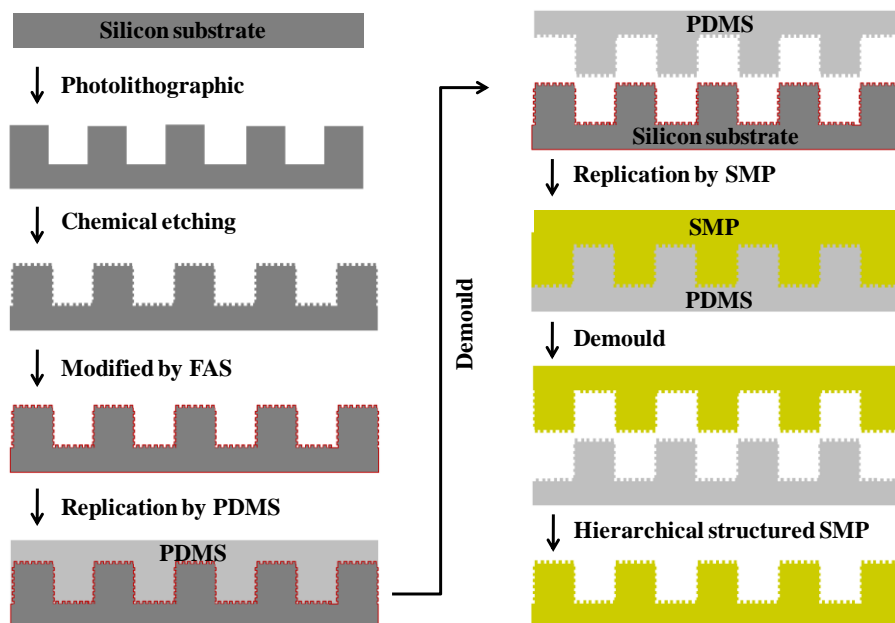 Silicon substrate
Photolithographic
Chemical etching
Modified by FAS
Replication by PDMS
PDMS
Demould
PDMS
Silicon substrate
Replication by SMP
SMP
PDMS
Demould
Hierarchical structured SMP